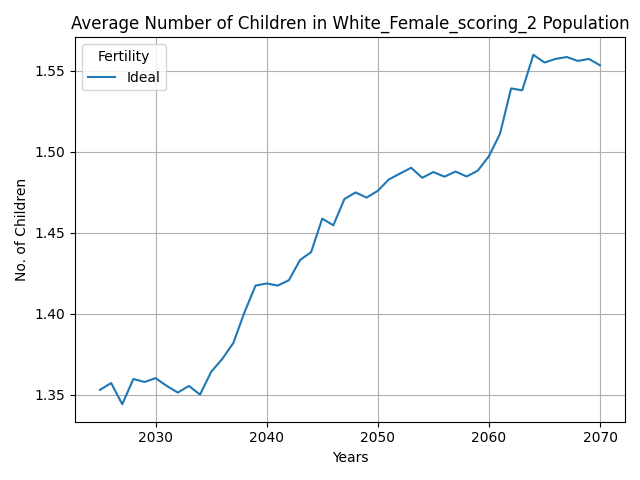 Average Number of Children in White_Female_scoring_2 Population
Fertility
Ideal
No. of Children
1.55
1.50
1.45
1.40
1.35
2030 2040 2050 2060 2070
Years